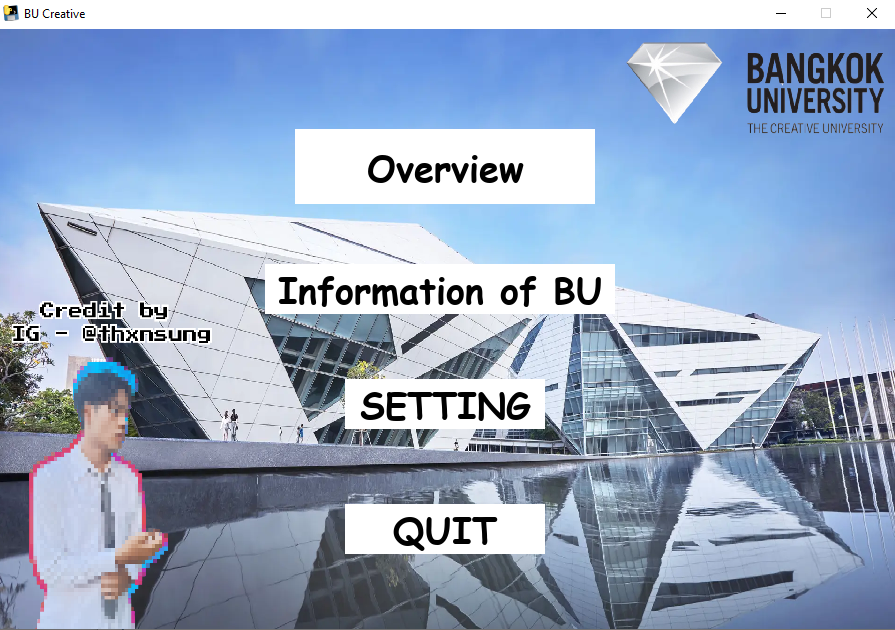 BU Creative
BANGKOK
UNIVERSITY
THE CREATIVE UNIVERSITY
Overview
Information of BU
Credit by
IG - @thxnsung
SETTING
QUIT